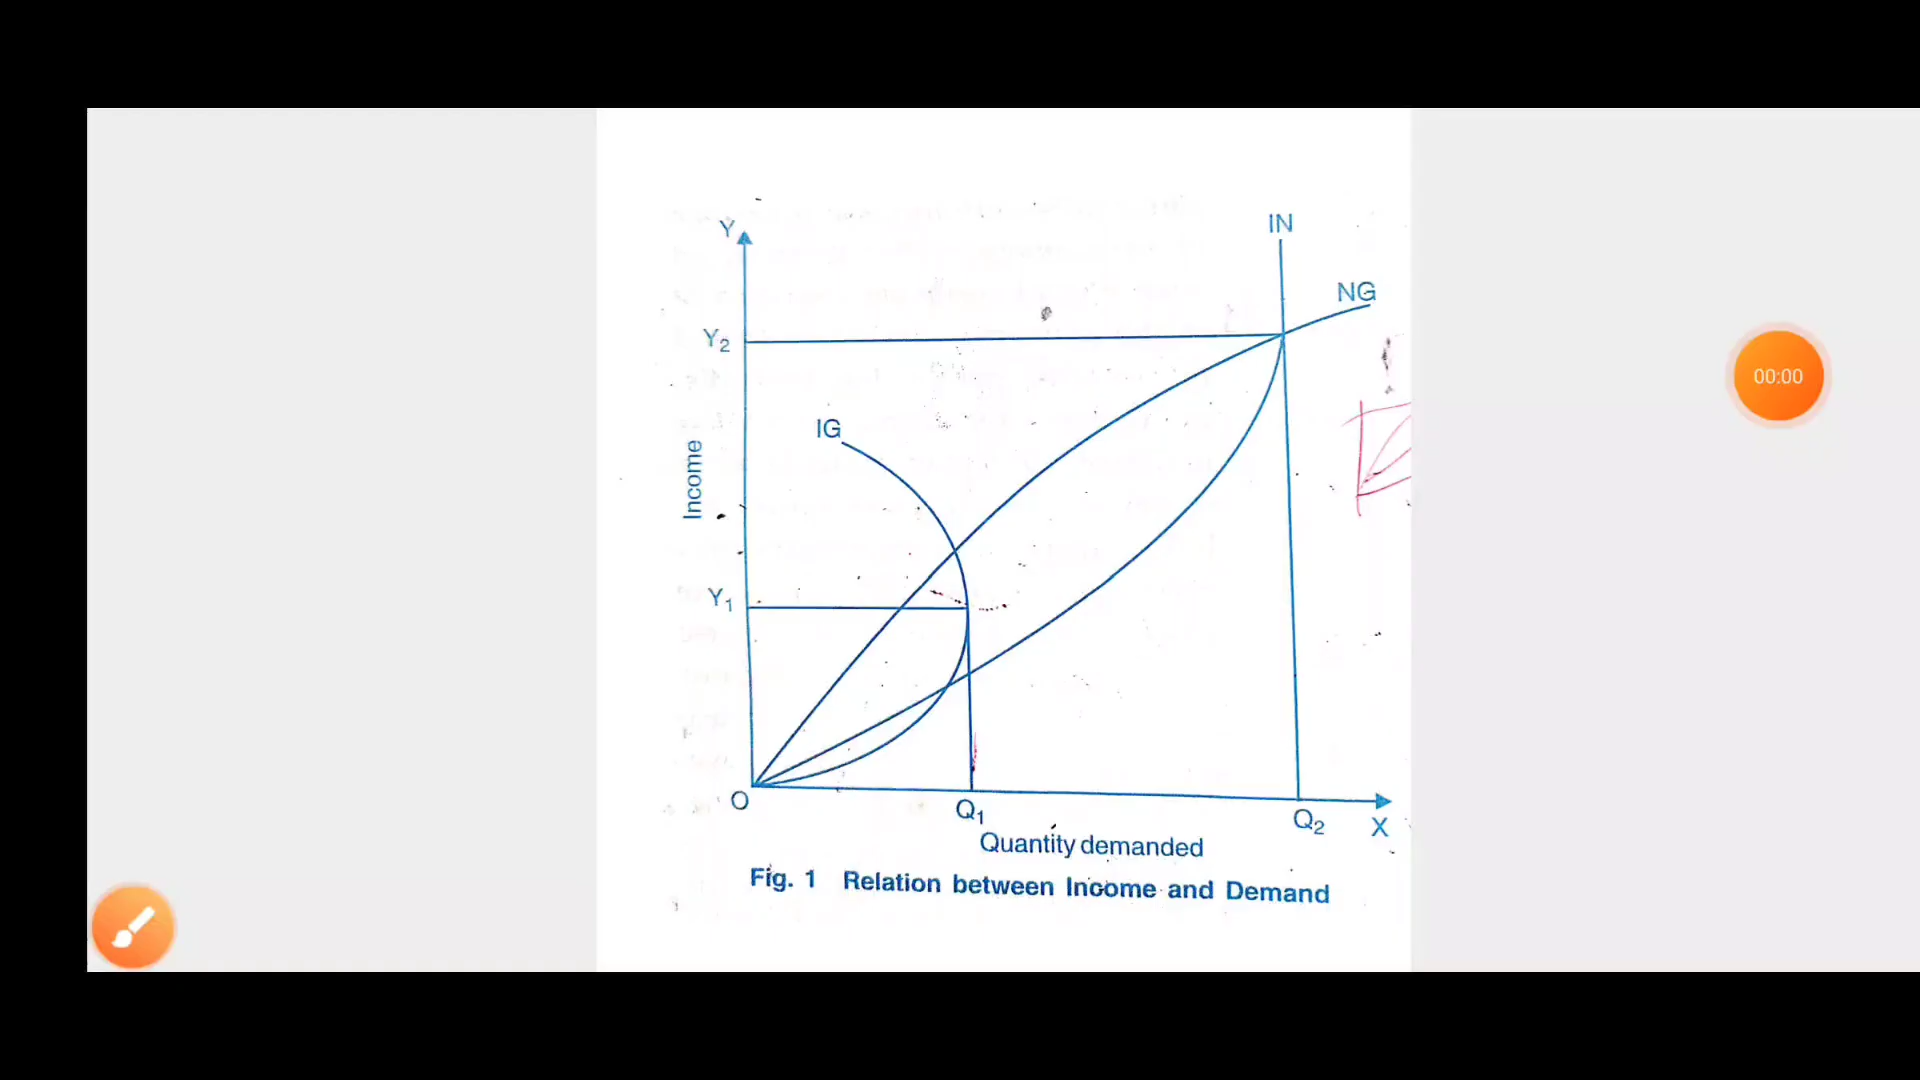 Y
IN
NG
Y2
IG
Income
Y1
00:00
O
Q1
Q2
X
Quantity demanded
Fig. 1 Relation between Income and Demand